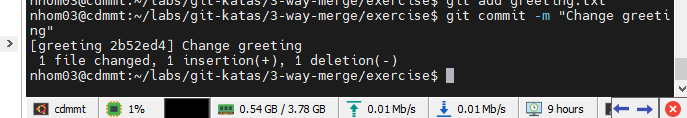 nhom03@cdmmt:~/labs/git-katas/3-way-merge/exercise$ git add greeting.txt
nhom03@cdmmt:~/labs/git-katas/3-way-merge/exercise$ git commit -m "Change greeti
ng"
[greeting 2b52ed4] Change greeting
 1 file changed, 1 insertion(+), 1 deletion(-)
nhom03@cdmmt:~/labs/git-katas/3-way-merge/exercise$
cdmmt 1% 0.54 GB / 3.78 GB 0.01 Mb/s 0.01 Mb/s 9 hours